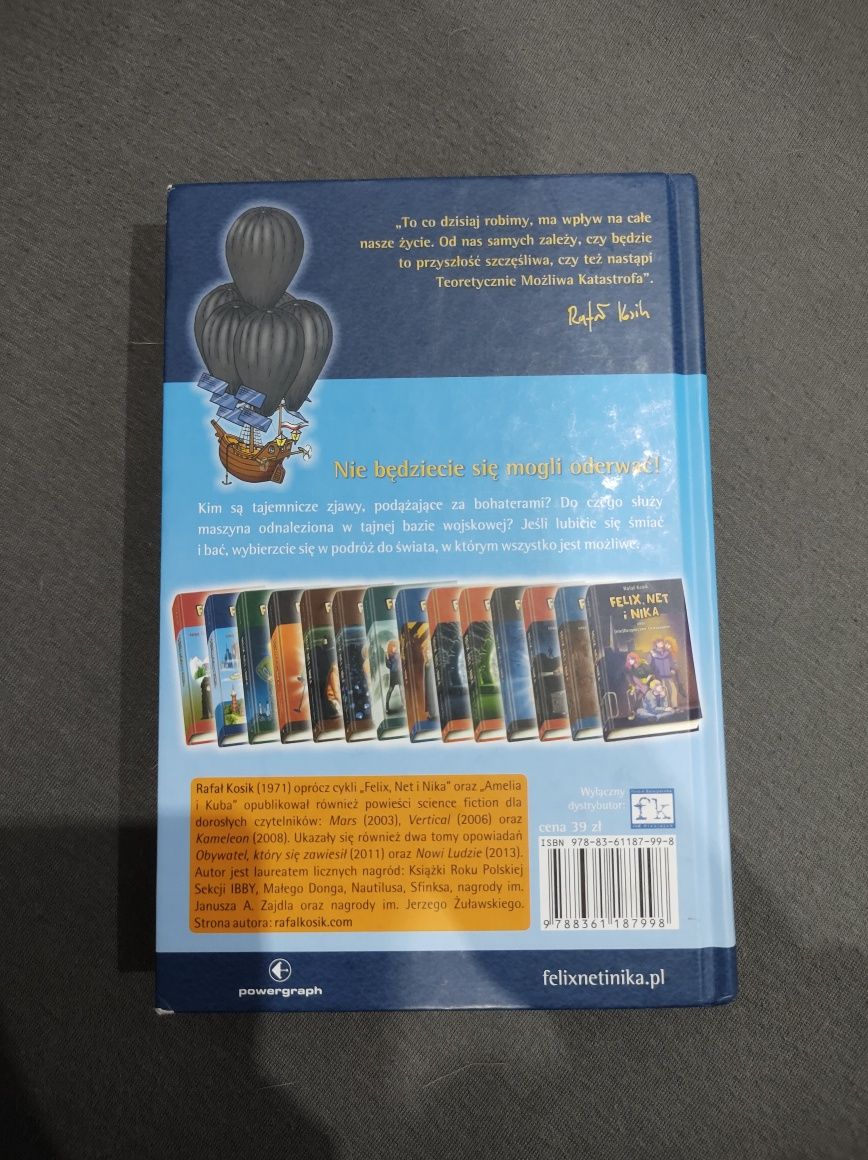 „To co dzisiaj robimy, ma wpływ na całe
nasze życie. Od nas samych zależy, czy będzie
to przyszłość szczęśliwa, czy też nastąpi
Teoretycznie Możliwa Katastrofa”.
Rafał Kosik
Nie będziecie się mogli oderwać!
Kim są tajemnicze zjawy, podążające za bohaterami? Do czego służy
maszyna odnaleziona w tajnej bazie wojskowej? Jeśli lubicie się śmiać
i bać, wybierzcie się w podróż do świata, w którym wszystko jest możliwe.
Rafał Kosik
FELIX, NET
i NIKA
Rafał Kosik (1971) oprócz cykli „Felix, Net i Nika” oraz „Amelia
i Kuba” opublikował również powieści science fiction dla
dorosłych czytelników: Mars (2003), Vertical (2006) oraz
Kameleon (2008). Ukazały się również dwa tomy opowiadań
Obywatel, który się zawiesił (2011) oraz Nowi Ludzie (2013).
Autor jest laureatem licznych nagród: Książki Roku Polskiej
Sekcji IBBY, Małego Donga, Nautilusa, Sfinksa, nagrody im.
Janusza A. Zajdla oraz nagrody im. Jerzego Żuławskiego.
Strona autora: rafalkosik.com
Wyłączny
dystrybutor:
fk
cena 39 zł
ISBN 978-83-61187-99-8
9 788361 187998
powergraph
felixnetinika.pl